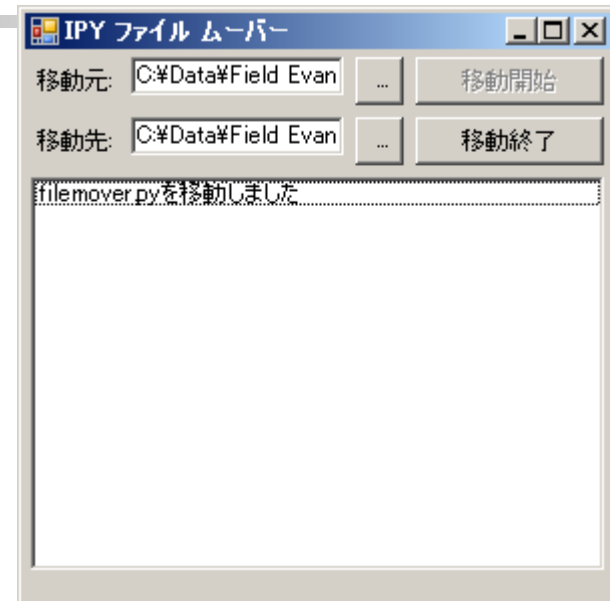 IPY ファイル ムーバー
移動元: C:¥Data¥Field Evan ... 移動開始
移動先: C:¥Data¥Field Evan ... 移動終了
filemover.pyを移動しました